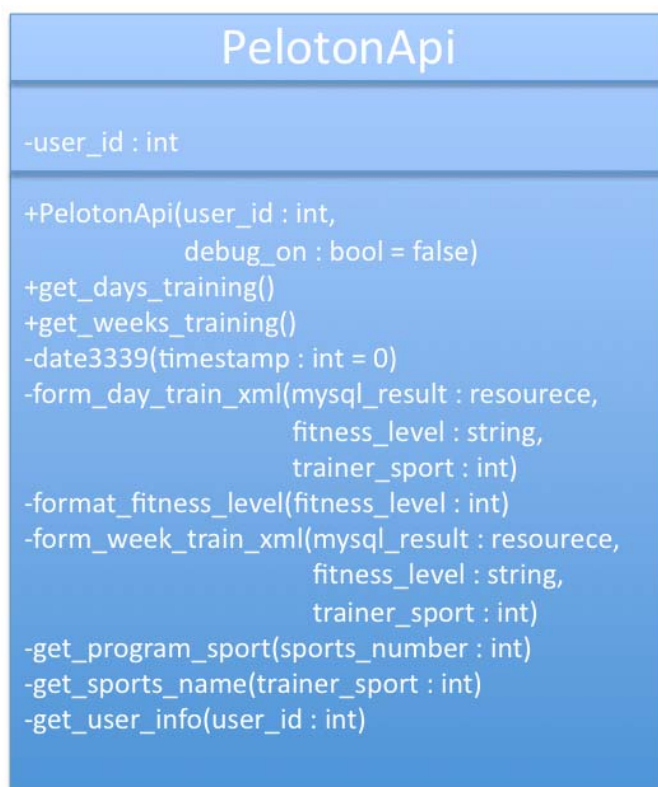 PelotonApi
-user_id : int
+PelotonApi(user_id : int,
debug_on : bool = false)
+get_days_training()
+get_weeks_training()
-date3339(timestamp : int = 0)
-form_day_train_xml(mysql_result : resourece,
fitness_level : string,
trainer_sport : int)
-format_fitness_level(fitness_level : int)
-form_week_train_xml(mysql_result : resourece,
fitness_level : string,
trainer_sport : int)
-get_program_sport(sports_number : int)
-get_sports_name(trainer_sport : int)
-get_user_info(user_id : int)